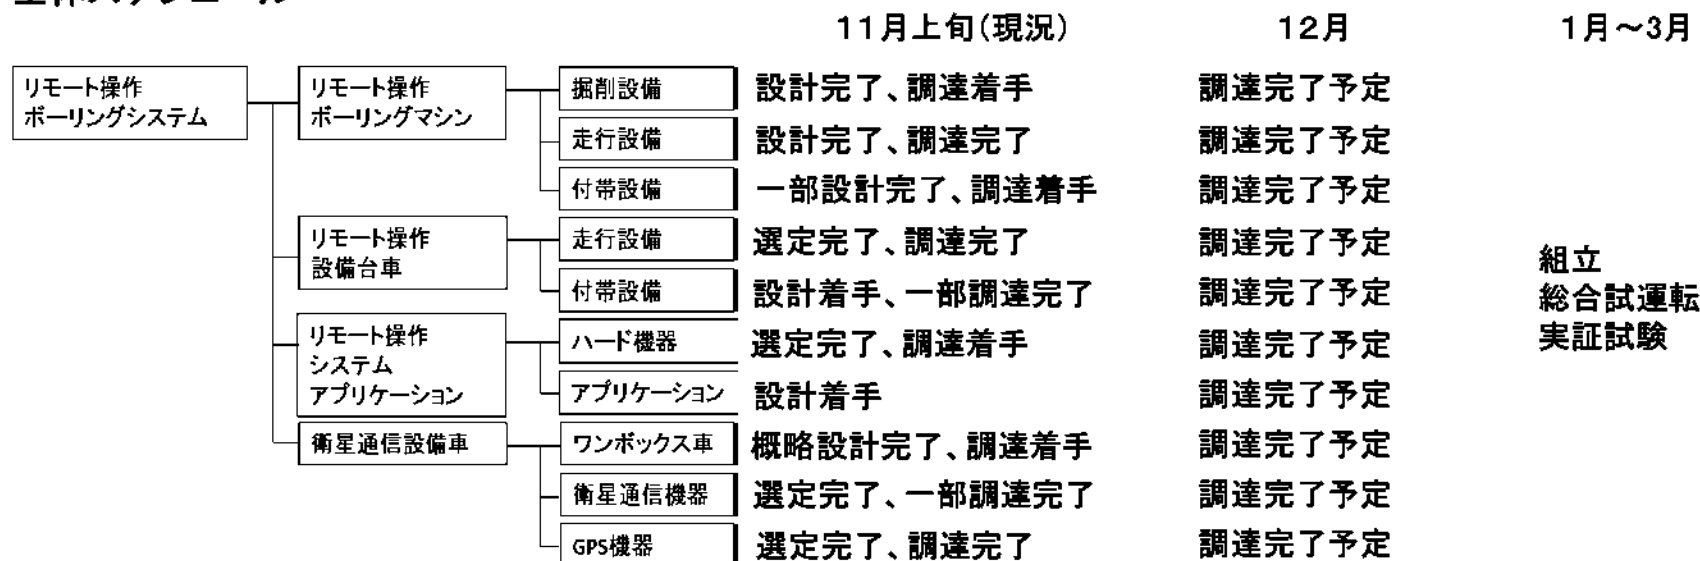 11月上旬(現況) 12月 1月～3月
リモート操作
ボーリングシステム
リモート操作
ボーリングマシン
掘削設備 設計完了、調達着手 調達完了予定
走行設備 設計完了、調達完了 調達完了予定
付帯設備 一部設計完了、調達着手 調達完了予定
リモート操作
設備台車
走行設備 選定完了、調達完了 調達完了予定
付帯設備 設計着手、一部調達完了 調達完了予定
リモート操作
システム
アプリケーション
ハード機器 選定完了、調達着手 調達完了予定
アプリケーション 設計着手 調達完了予定
衛星通信設備車
ワンボックス車 概略設計完了、調達着手 調達完了予定
衛星通信機器 選定完了、一部調達完了 調達完了予定
GPS機器 選定完了、調達完了 調達完了予定
組立
総合試運転
実証試験